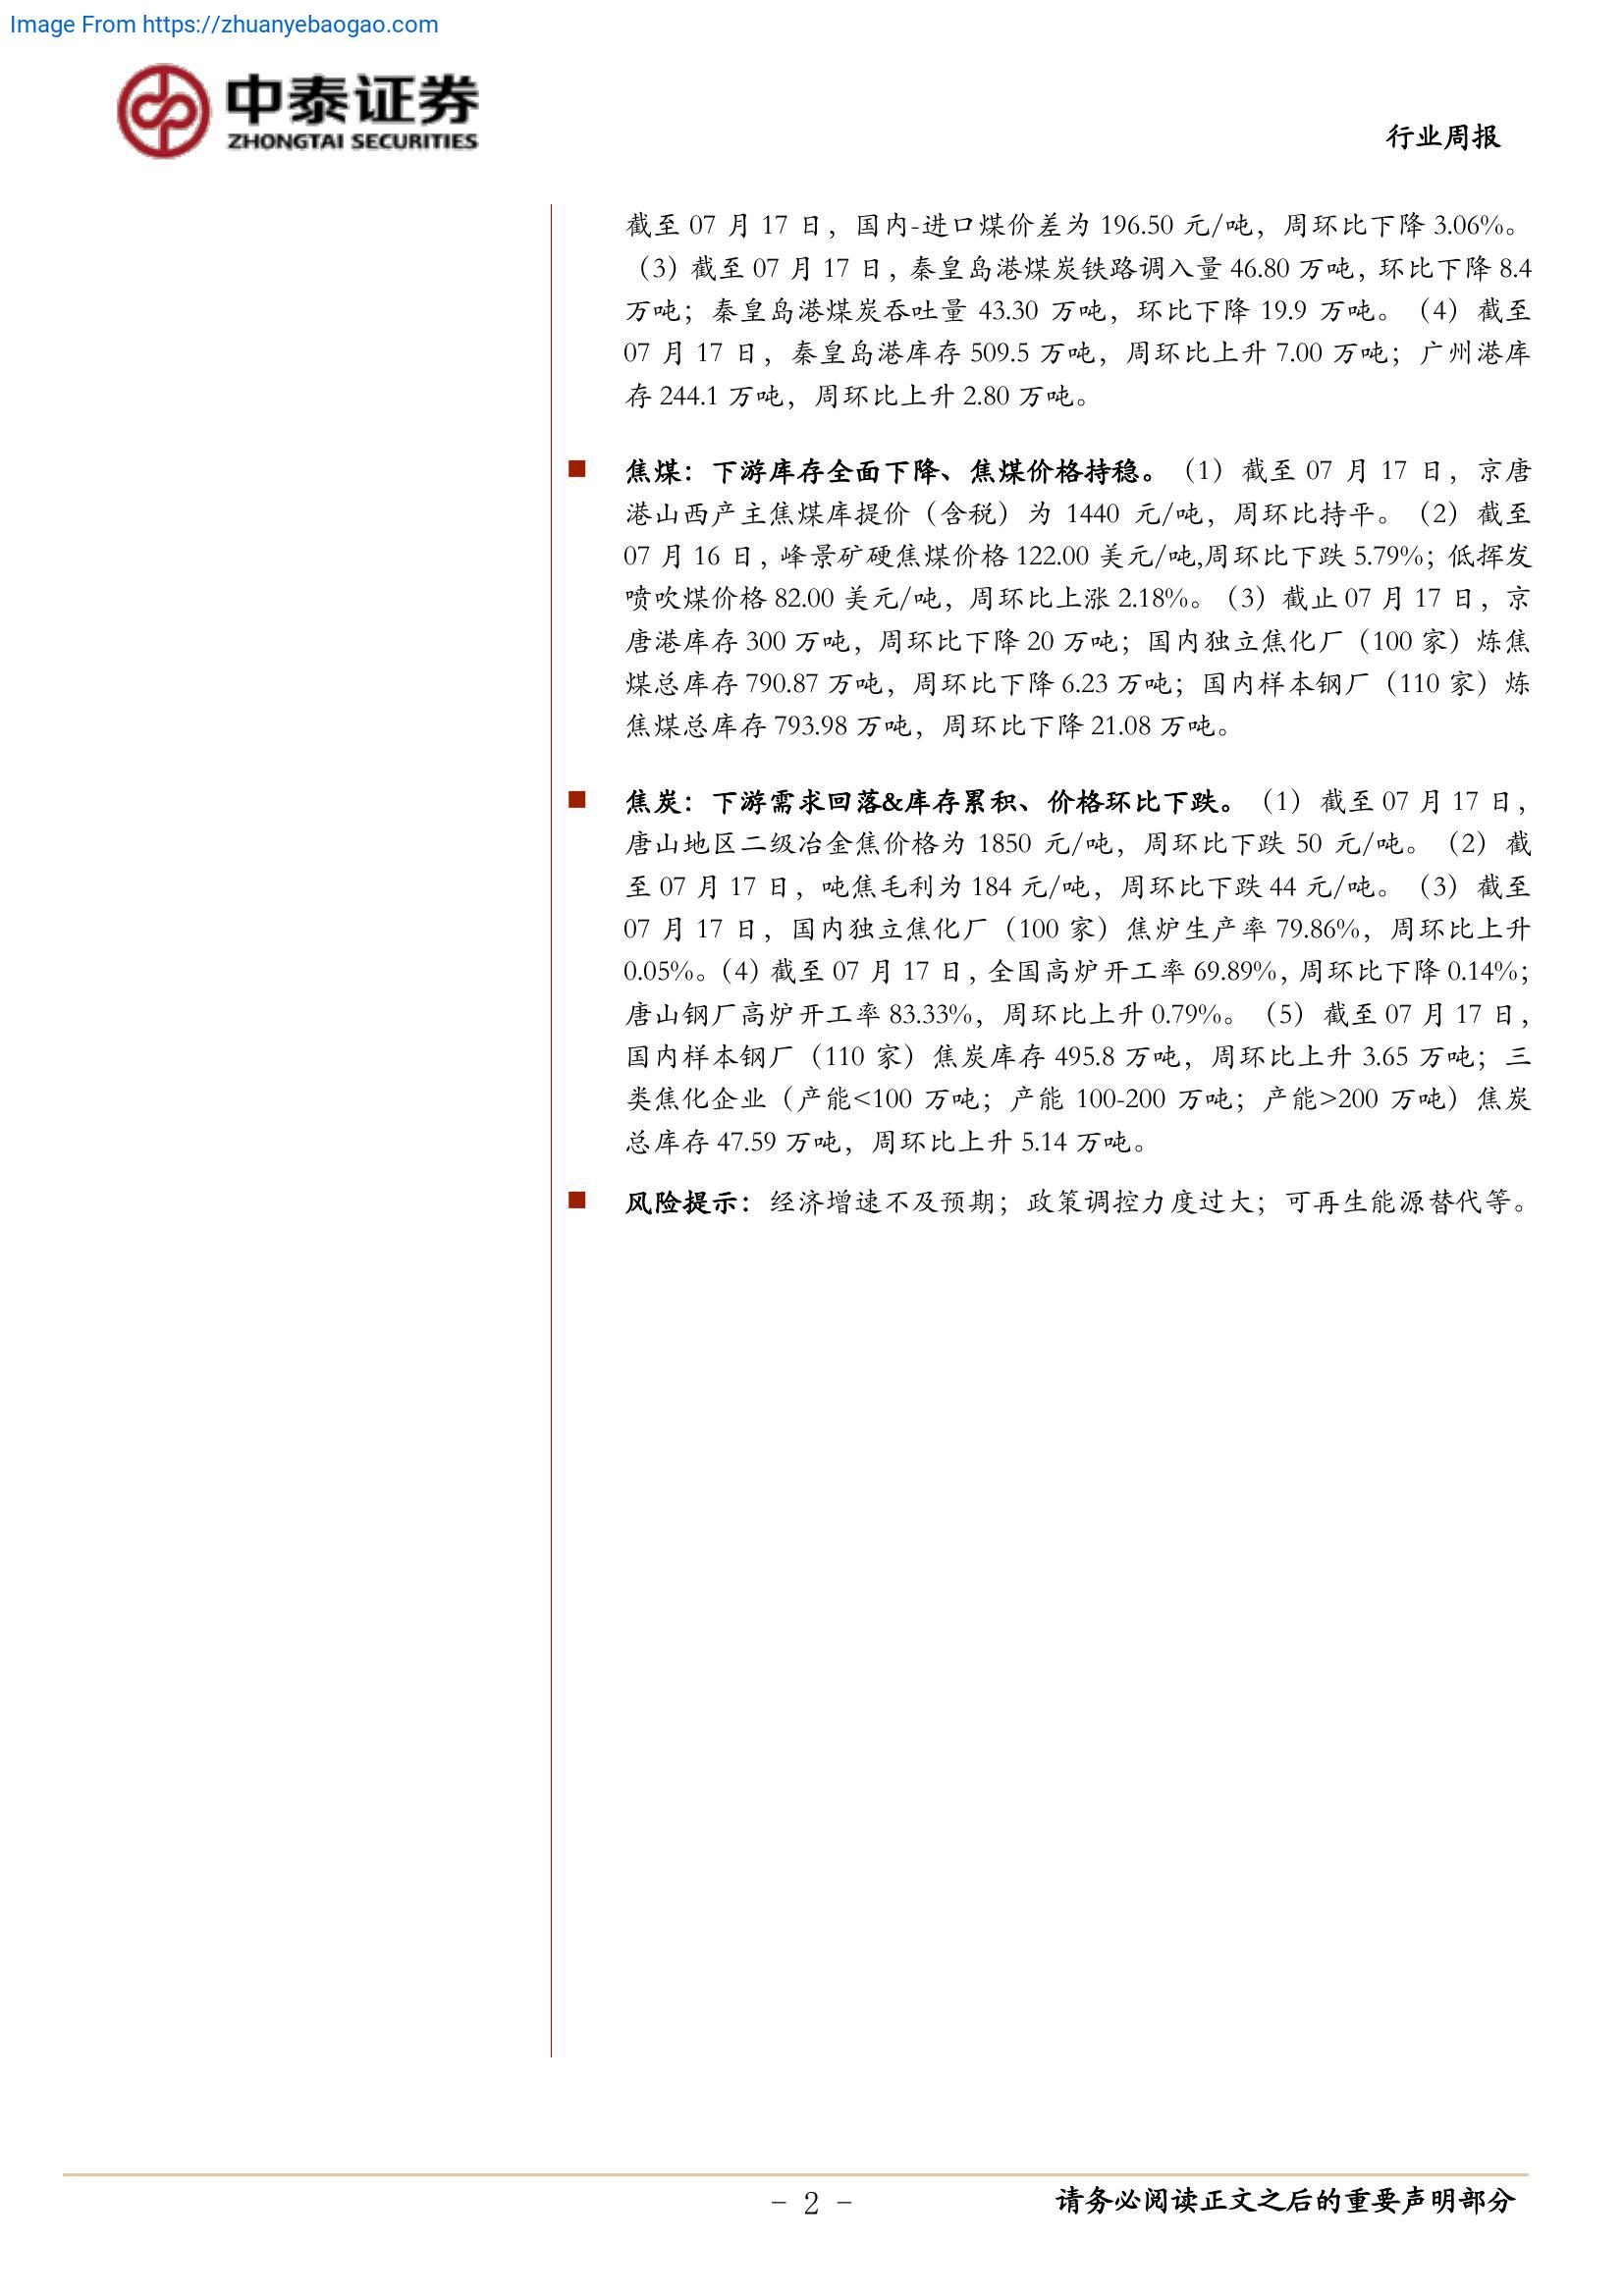 Image From https://zhuanyebaogao.com
中泰证券
ZHONGTAI SECURITIES
行业周报
截至 07 月 17 日，国内-进口煤价差为 196.50 元/吨，周环比下降 3.06%。
（3）截至 07 月 17 日，秦皇岛港煤炭铁路调入量 46.80 万吨，环比下降 8.4
万吨；秦皇岛港煤炭吞吐量 43.30 万吨，环比下降 19.9 万吨。（4）截至
07 月 17 日，秦皇岛港库存 509.5 万吨，周环比上升 7.00 万吨；广州港库
存 244.1 万吨，周环比上升 2.80 万吨。
■ 焦煤：下游库存全面下降、焦煤价格持稳。（1）截至 07 月 17 日，京唐
港山西产主焦煤库提价（含税）为 1440 元/吨，周环比持平。（2）截至
07 月 16 日，峰景矿硬焦煤价格 122.00 美元/吨,周环比下跌 5.79%；低挥发
喷吹煤价格 82.00 美元/吨，周环比上涨 2.18%。（3）截止 07 月 17 日，京
唐港库存 300 万吨，周环比下降 20 万吨；国内独立焦化厂（100 家）炼焦
煤总库存 790.87 万吨，周环比下降 6.23 万吨；国内样本钢厂（110 家）炼
焦煤总库存 793.98 万吨，周环比下降 21.08 万吨。
■ 焦炭：下游需求回落&库存累积、价格环比下跌。（1）截至 07 月 17 日，
唐山地区二级冶金焦价格为 1850 元/吨，周环比下跌 50 元/吨。（2）截
至 07 月 17 日，吨焦毛利为 184 元/吨，周环比下跌 44 元/吨。（3）截至
07 月 17 日，国内独立焦化厂（100 家）焦炉生产率 79.86%，周环比上升
0.05%。（4）截至 07 月 17 日，全国高炉开工率 69.89%，周环比下降 0.14%；
唐山钢厂高炉开工率 83.33%，周环比上升 0.79%。（5）截至 07 月 17 日，
国内样本钢厂（110 家）焦炭库存 495.8 万吨，周环比上升 3.65 万吨；三
类焦化企业（产能<100 万吨；产能 100-200 万吨；产能>200 万吨）焦炭
总库存 47.59 万吨，周环比上升 5.14 万吨。
■ 风险提示：经济增速不及预期；政策调控力度过大；可再生能源替代等。
- 2 -
请务必阅读正文之后的重要声明部分